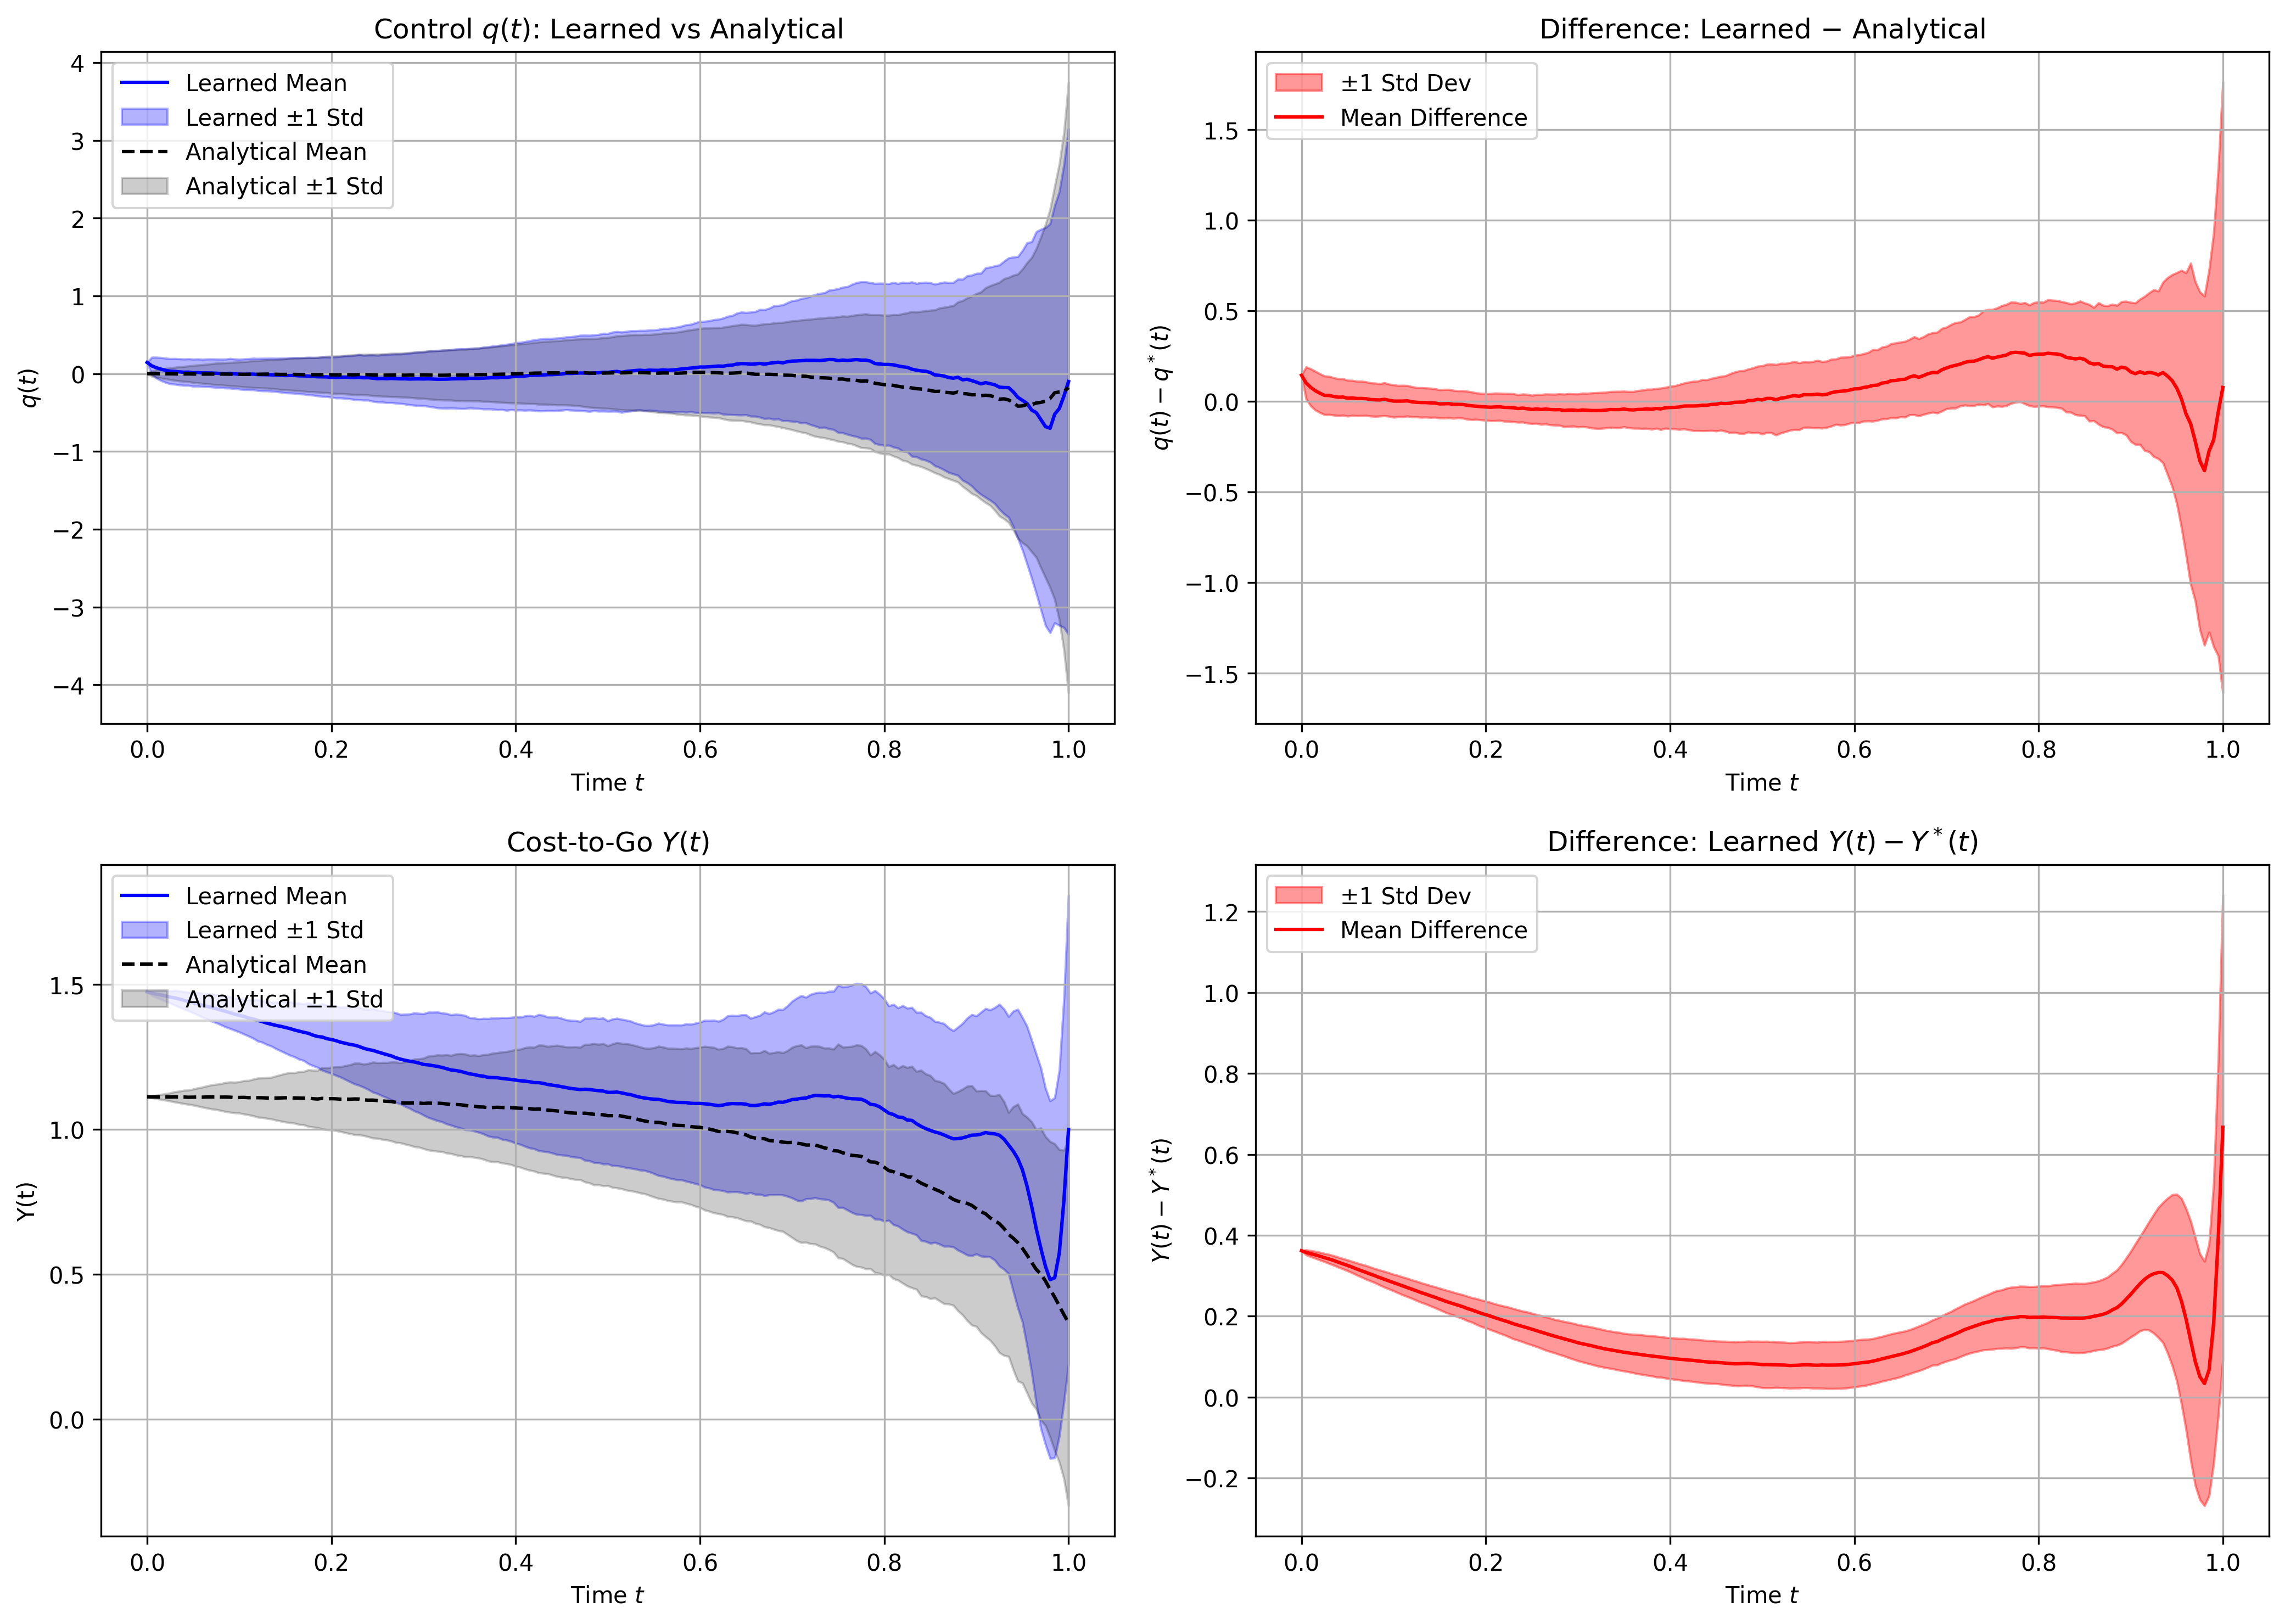 Control q(t): Learned vs Analytical
Learned Mean
Learned ±1 Std
Analytical Mean
Analytical ±1 Std
4
3
2
1
0
−1
−2
−3
−4
q(t)
0.0 0.2 0.4 0.6 0.8 1.0
Time t
Difference: Learned − Analytical
±1 Std Dev
Mean Difference
1.5
1.0
0.5
0.0
−0.5
−1.0
−1.5
q(t) − q*(t)
0.0 0.2 0.4 0.6 0.8 1.0
Time t
Cost-to-Go Y(t)
Learned Mean
Learned ±1 Std
Analytical Mean
Analytical ±1 Std
1.5
1.0
0.5
0.0
Y(t)
0.0 0.2 0.4 0.6 0.8 1.0
Time t
Difference: Learned Y(t) − Y*(t)
±1 Std Dev
Mean Difference
1.2
1.0
0.8
0.6
0.4
0.2
0.0
−0.2
Y(t) − Y*(t)
0.0 0.2 0.4 0.6 0.8 1.0
Time t